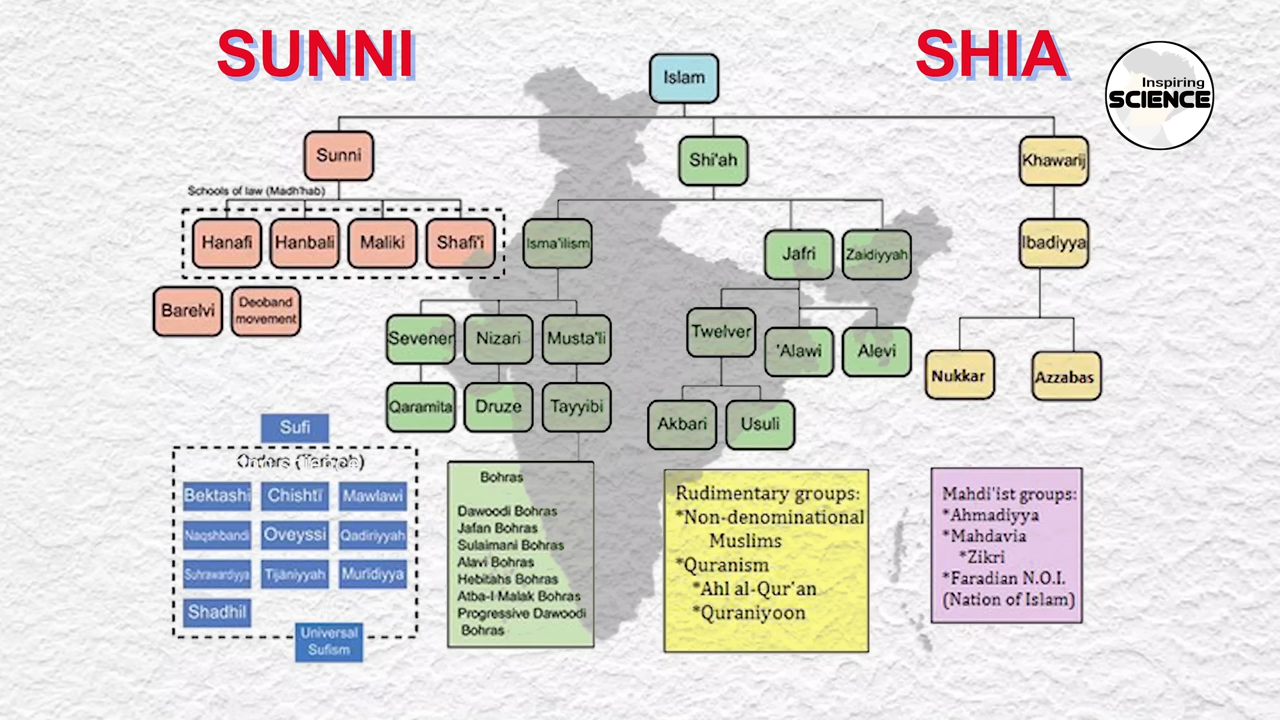 SUNNI
SHIA
Inspiring
SCIENCE
Islam
Sunni
Shi'ah
Khawarij
Schools of law (Madh'hab)
Hanafi
Hanbali
Maliki
Shafi'i
Isma'ilism
Jafri
Zaidiyyah
Ibadiyya
Barelvi
Deoband
movement
Sevener
Nizari
Musta'li
Twelver
'Alawi
Alevi
Nukkar
Azzabas
Qaramita
Druze
Tayyibi
Akbari
Usuli
Sufi
Orders (Tariqah)
Bektashi
Chishti
Mawlawi
Naqshbandi
Oveyssi
Qadiriyyah
Suhrawardiyya
Tijāniyyah
Murīdiyya
Shadhil
Universal
Sufism
Bohras
Dawoodi Bohras
Jafari Bohras
Sulaimani Bohras
Alavi Bohras
Hebitahs Bohras
Atba-I-Malak Bohras
Progressive Dawoodi
Bohras
Rudimentary groups:
*Non-denominational
Muslims
*Quranism
*Ahl al-Qur'an
*Quraniyoon
Mahdi'ist groups:
*Ahmadiyya
*Mahdavia
*Zikri
*Faradian N.O.I.
(Nation of Islam)